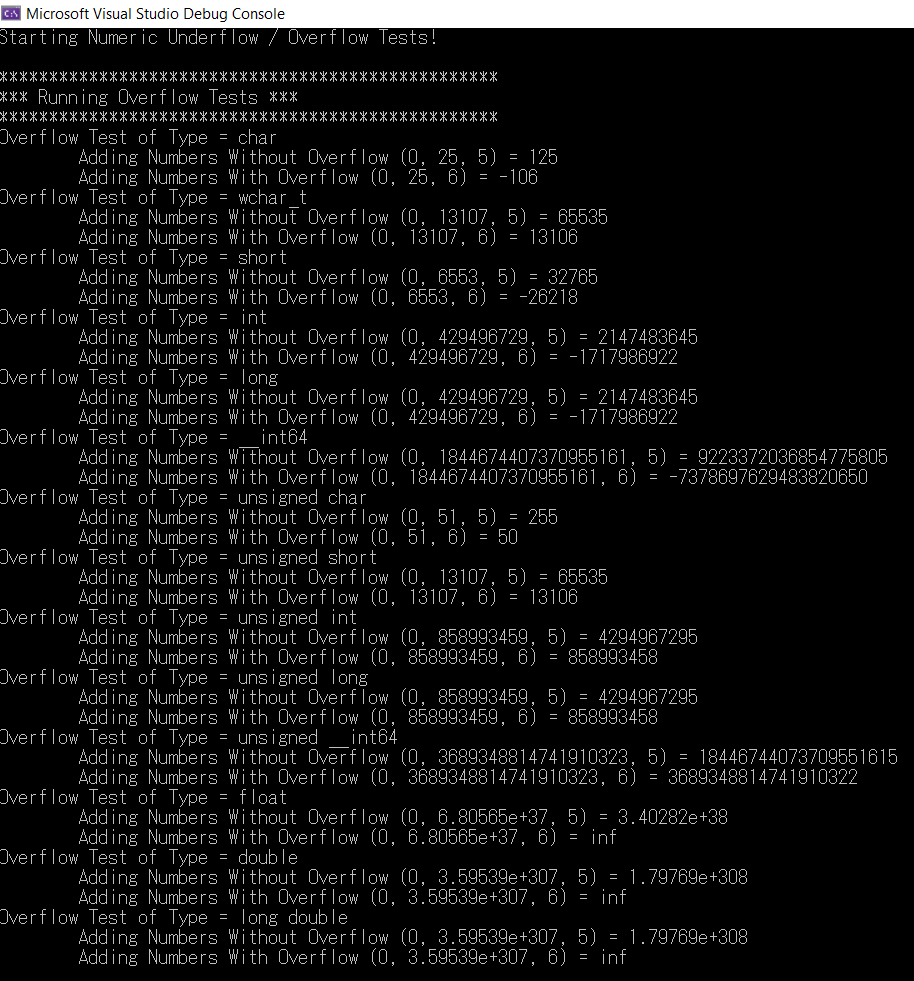 Microsoft Visual Studio Debug Console
Starting Numeric Underflow / Overflow Tests!
**************************************************
*** Running Overflow Tests ***
**************************************************
Overflow Test of Type = char
Adding Numbers Without Overflow (0, 25, 5) = 125
Adding Numbers With Overflow (0, 25, 6) = -106
Overflow Test of Type = wchar_t
Adding Numbers Without Overflow (0, 13107, 5) = 65535
Adding Numbers With Overflow (0, 13107, 6) = 13106
Overflow Test of Type = short
Adding Numbers Without Overflow (0, 6553, 5) = 32765
Adding Numbers With Overflow (0, 6553, 6) = -26218
Overflow Test of Type = int
Adding Numbers Without Overflow (0, 429496729, 5) = 2147483645
Adding Numbers With Overflow (0, 429496729, 6) = -1717986922
Overflow Test of Type = long
Adding Numbers Without Overflow (0, 429496729, 5) = 2147483645
Adding Numbers With Overflow (0, 429496729, 6) = -1717986922
Overflow Test of Type = __int64
Adding Numbers Without Overflow (0, 1844674407370955161, 5) = 9223372036854775805
Adding Numbers With Overflow (0, 1844674407370955161, 6) = -7378697629483820650
Overflow Test of Type = unsigned char
Adding Numbers Without Overflow (0, 51, 5) = 255
Adding Numbers With Overflow (0, 51, 6) = 50
Overflow Test of Type = unsigned short
Adding Numbers Without Overflow (0, 13107, 5) = 65535
Adding Numbers With Overflow (0, 13107, 6) = 13106
Overflow Test of Type = unsigned int
Adding Numbers Without Overflow (0, 858993459, 5) = 4294967295
Adding Numbers With Overflow (0, 858993459, 6) = 858993458
Overflow Test of Type = unsigned long
Adding Numbers Without Overflow (0, 858993459, 5) = 4294967295
Adding Numbers With Overflow (0, 858993459, 6) = 858993458
Overflow Test of Type = unsigned __int64
Adding Numbers Without Overflow (0, 3689348814741910323, 5) = 18446744073709551615
Adding Numbers With Overflow (0, 3689348814741910323, 6) = 3689348814741910322
Overflow Test of Type = float
Adding Numbers Without Overflow (0, 6.80565e+37, 5) = 3.40282e+38
Adding Numbers With Overflow (0, 6.80565e+37, 6) = inf
Overflow Test of Type = double
Adding Numbers Without Overflow (0, 3.59539e+307, 5) = 1.79769e+308
Adding Numbers With Overflow (0, 3.59539e+307, 6) = inf
Overflow Test of Type = long double
Adding Numbers Without Overflow (0, 3.59539e+307, 5) = 1.79769e+308
Adding Numbers With Overflow (0, 3.59539e+307, 6) = inf